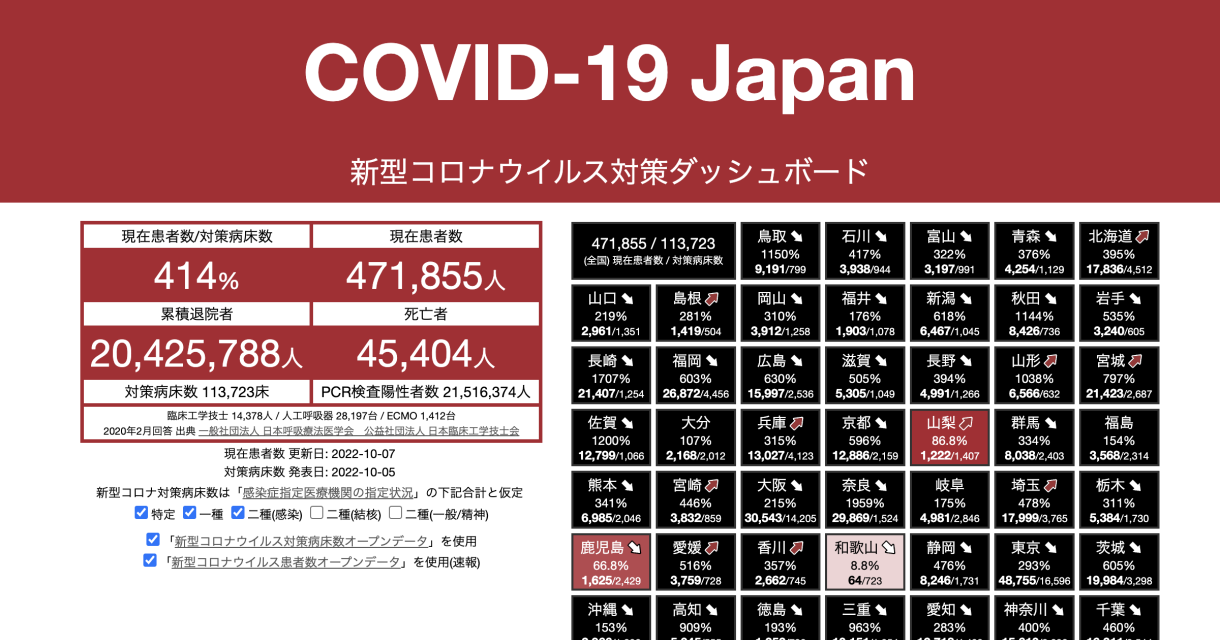 COVID-19 Japan
新型コロナウイルス対策ダッシュボード
現在患者数/対策病床数
現在患者数
414%
471,855人
累積退院者
死亡者
20,425,788人
45,404人
対策病床数 113,723床
PCR検査陽性者数 21,516,374人
臨床工学技士 14,378人 / 人工呼吸器 28,197台 / ECMO 1,412台
2020年2月回答 出典 一般社団法人 日本呼吸療法医学会　公益社団法人 日本臨床工学技士会
現在患者数 更新日: 2022-10-07
対策病床数 発表日: 2022-10-05
新型コロナ対策病床数は「感染症指定医療機関の指定状況」の下記合計と仮定
特定 一種 二種(感染) 二種(結核) 二種(一般/精神)
「新型コロナウイルス対策病床数オープンデータ」を使用
「新型コロナウイルス患者数オープンデータ」を使用(速報)
471,855 / 113,723
(全国) 現在患者数 / 対策病床数
鳥取
1150%
9,191/799
石川
417%
3,938/944
富山
322%
3,197/991
青森
376%
4,254/1,129
北海道
395%
17,836/4,512
山口
219%
2,961/1,351
島根
281%
1,419/504
岡山
310%
3,912/1,258
福井
176%
1,903/1,078
新潟
618%
6,467/1,045
秋田
1144%
8,426/736
岩手
535%
3,240/605
長崎
1707%
21,407/1,254
福岡
603%
26,872/4,456
広島
630%
15,997/2,536
滋賀
505%
5,305/1,049
長野
394%
4,991/1,266
山形
1038%
6,566/632
宮城
797%
21,423/2,687
佐賀
1200%
12,799/1,066
大分
107%
2,168/2,012
兵庫
315%
13,027/4,123
京都
596%
12,886/2,159
山梨
86.8%
1,222/1,407
群馬
334%
8,038/2,403
福島
154%
3,568/2,314
熊本
341%
6,985/2,046
宮崎
446%
3,832/859
大阪
215%
30,543/14,205
奈良
1959%
29,869/1,524
岐阜
175%
4,981/2,846
埼玉
478%
17,999/3,765
栃木
311%
5,384/1,730
鹿児島
66.8%
1,625/2,429
愛媛
516%
3,759/728
香川
357%
2,662/745
和歌山
8.8%
64/723
静岡
476%
8,246/1,731
東京
293%
48,755/16,596
茨城
605%
19,984/3,298
沖縄
153%
高知
909%
徳島
193%
三重
963%
愛知
283%
神奈川
400%
千葉
460%